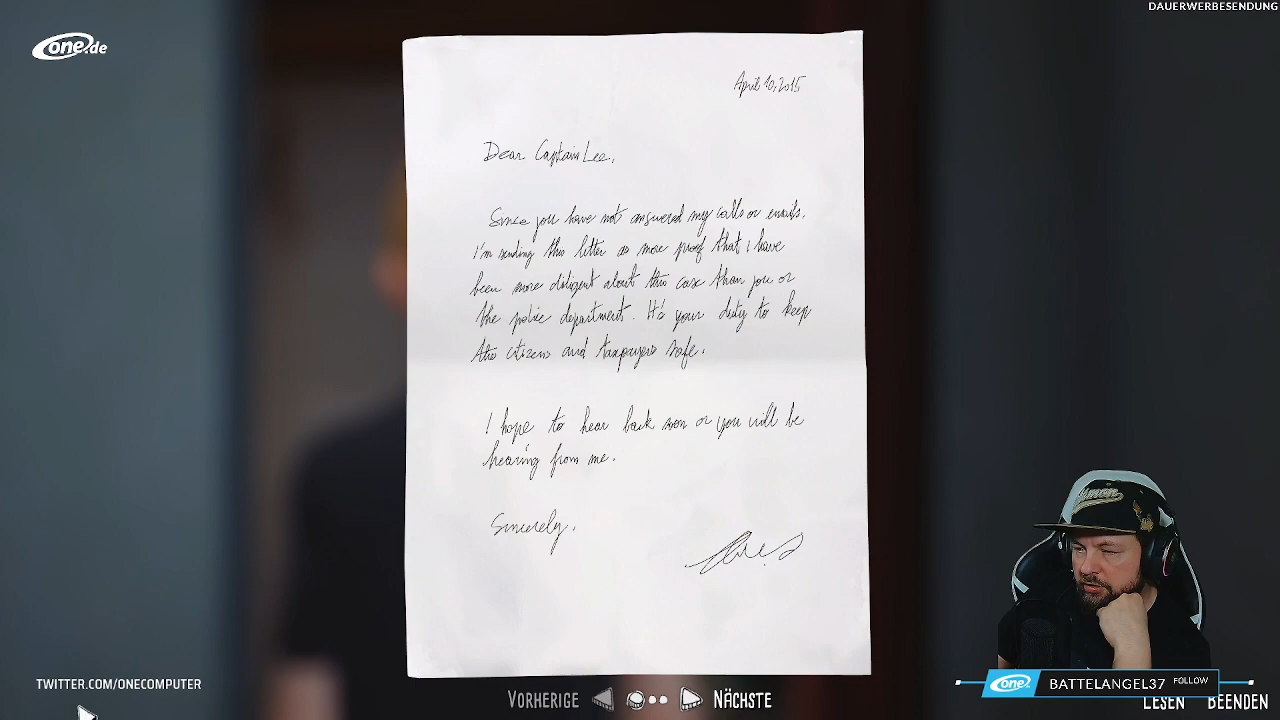 DAUERWERBESENDUNG
one.de
April 10, 2015
Dear Captain Lee,
Since you have not answered my calls or emails.
I'm sending this letter as more proof that I have
been more diligent about this case than you or
the police department. It's your duty to keep
the citizens and taxpayers safe.
I hope to hear back soon or you will be
hearing from me.
Sincerely,
TWITTER.COM/ONECOMPUTER
VORHERIGE
NÄCHSTE
one
BATTELANGEL37
FOLLOW
LESEN
BEENDEN